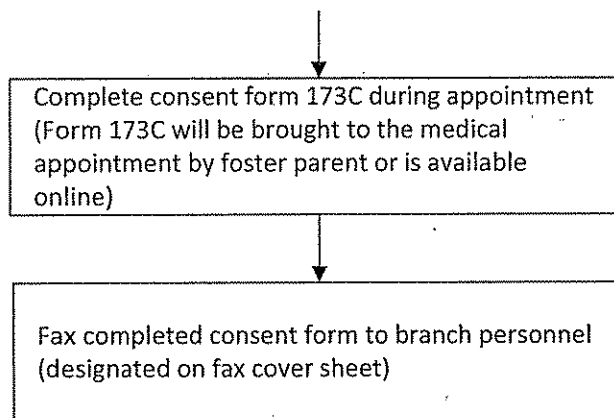 Complete consent form 173C during appointment
(Form 173C will be brought to the medical
appointment by foster parent or is available
online)
Fax completed consent form to branch personnel
(designated on fax cover sheet)